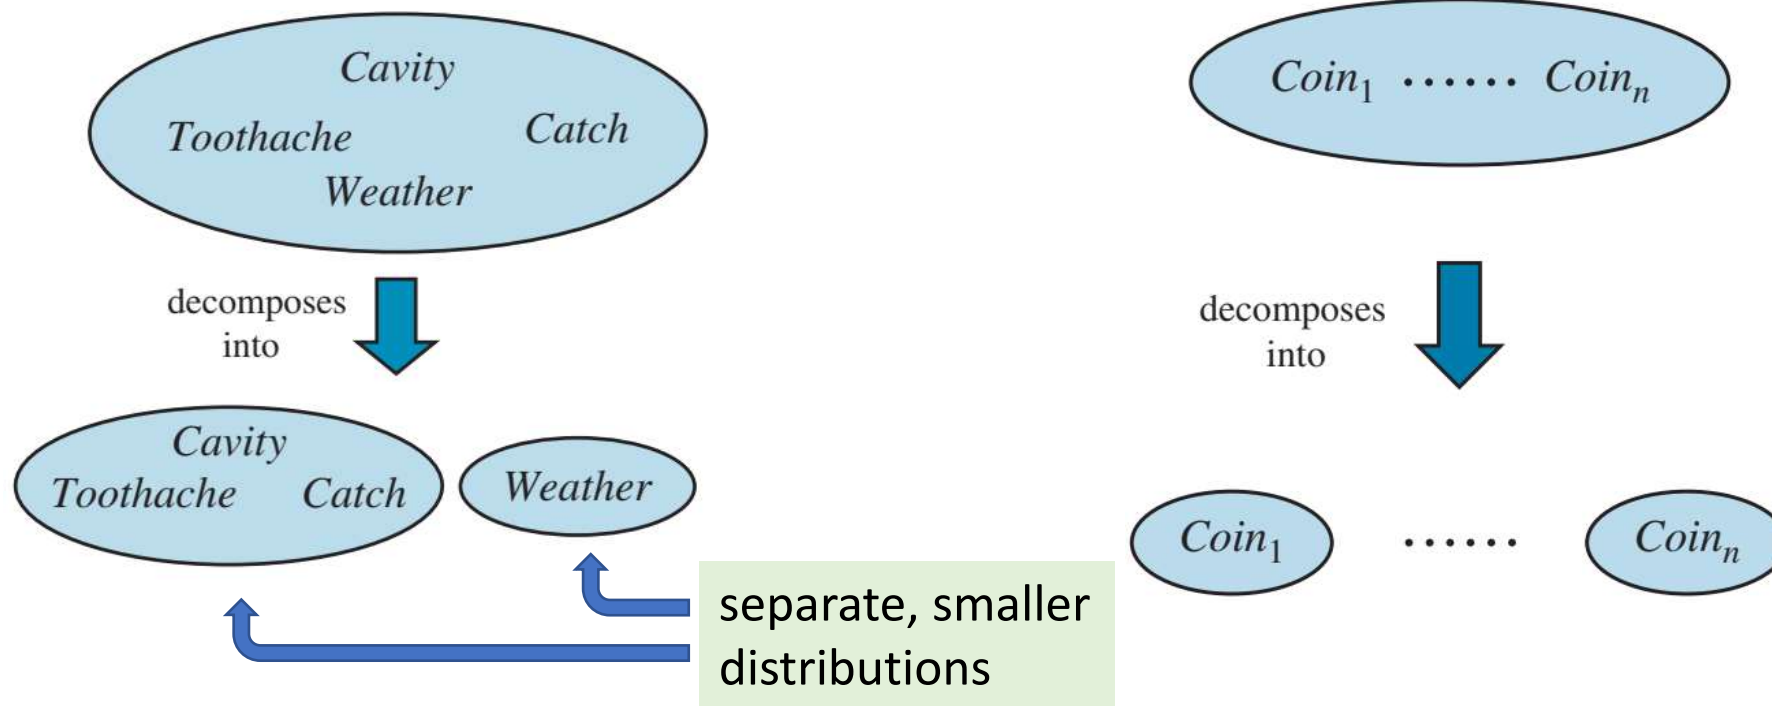 Cavity
Toothache Catch
Weather
decomposes
into
Cavity
Toothache Catch
Weather
separate, smaller
distributions
Coin₁ ...... Coinₙ
decomposes
into
Coin₁ ...... Coinₙ